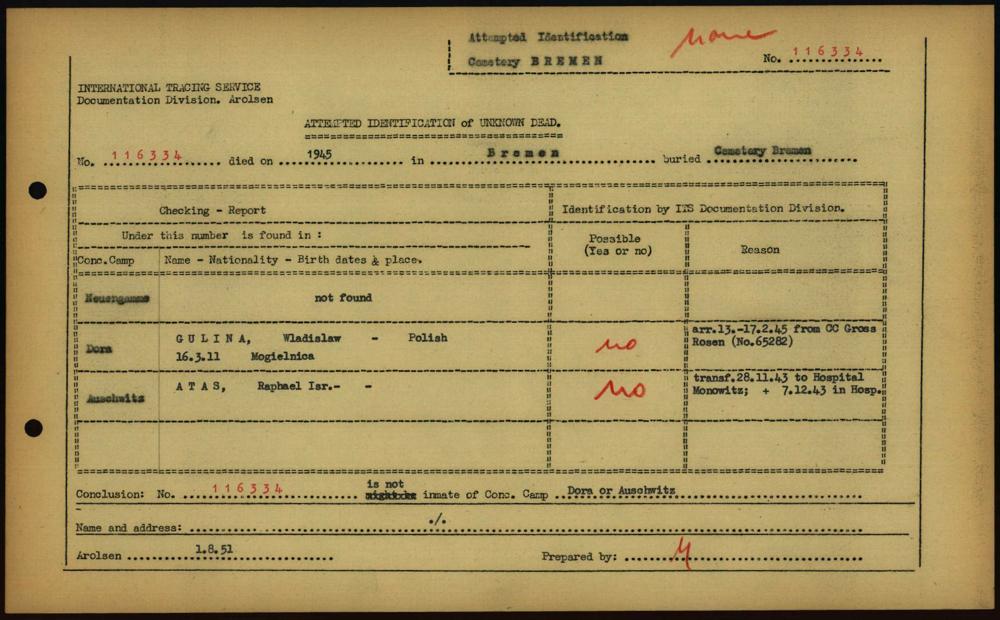 Attempted Identification
None
Cemetery BREMEN
No. 116334
INTERNATIONAL TRACING SERVICE
Documentation Division. Arolsen
ATTEMPTED IDENTIFICATION of UNKNOWN DEAD.
No. 116334 died on 1945 in Bremen buried Cemetery Bremen
Checking - Report
Identification by ITS Documentation Division.
Under this number is found in :
Possible
(Yes or no)
Reason
Conc.Camp
Name - Nationality - Birth dates & place.
Neuengamme
not found
Dora
GULINA, Wladislaw - Polish
16.3.11 Mogielnica
no
arr.13.-17.2.45 from CC Gross
Rosen (No.65282)
Auschwitz
ATAS, Raphael Isr.- -
no
transf.28.11.43 to Hospital
Monowitz; + 7.12.43 in Hosp.
is not
Conclusion: No. 116334 might be inmate of Conc. Camp Dora or Auschwitz
Name and address: ./.
Arolsen 1.8.51
Prepared by: